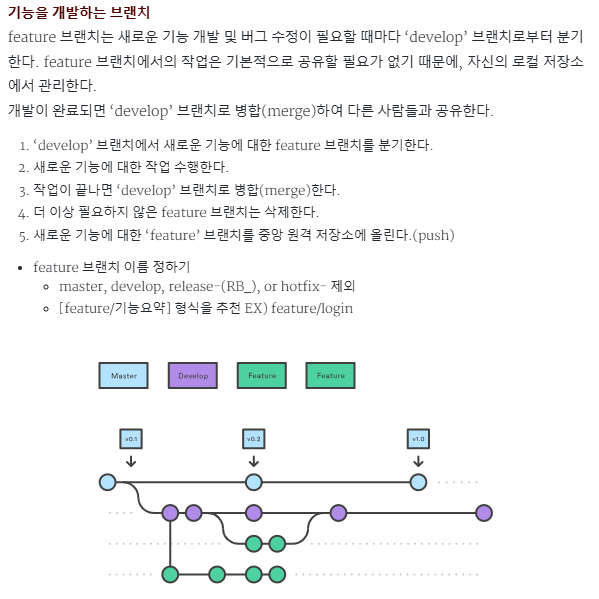 기능을 개발하는 브랜치
feature 브랜치는 새로운 기능 개발 및 버그 수정이 필요할 때마다 ‘develop’ 브랜치로부터 분기
한다. feature 브랜치에서의 작업은 기본적으로 공유할 필요가 없기 때문에, 자신의 로컬 저장소
에서 관리한다.
개발이 완료되면 ‘develop’ 브랜치로 병합(merge)하여 다른 사람들과 공유한다.
1. ‘develop’ 브랜치에서 새로운 기능에 대한 feature 브랜치를 분기한다.
2. 새로운 기능에 대한 작업 수행한다.
3. 작업이 끝나면 ‘develop’ 브랜치로 병합(merge)한다.
4. 더 이상 필요하지 않은 feature 브랜치는 삭제한다.
5. 새로운 기능에 대한 ‘feature’ 브랜치를 중앙 원격 저장소에 올린다.(push)
• feature 브랜치 이름 정하기
◦ master, develop, release-(RB_), or hotfix- 제외
◦ [feature/기능요약] 형식을 추천 EX) feature/login
Master Develop Feature Feature
v0.1 v0.2 v1.0